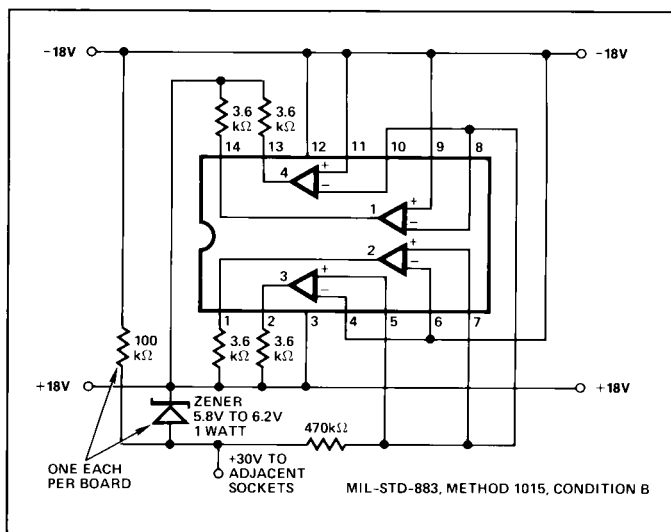 -18V -18V
3.6 kΩ 3.6 kΩ
14 13 12 11 10 9 8
+ 4 −
+ 1 −
+ 2 −
+ 3 −
1 2 3 4 5 6 7
100 kΩ
3.6 kΩ 3.6 kΩ
+18V +18V
ZENER
5.8V TO 6.2V
1 WATT
470kΩ
ONE EACH
PER BOARD
+30V TO
ADJACENT
SOCKETS
MIL-STD-883, METHOD 1015, CONDITION B